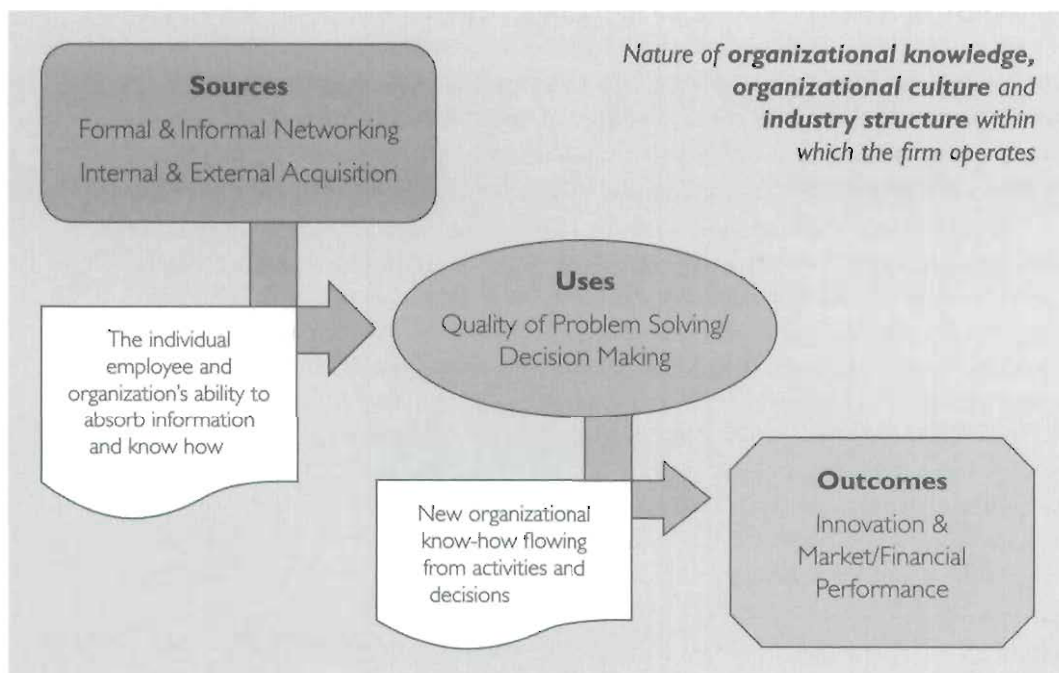 Sources
Formal & Informal Networking
Internal & External Acquisition
Nature of organizational knowledge,
organizational culture and
industry structure within
which the firm operates
Uses
Quality of Problem Solving/
Decision Making
The individual
employee and
organization's ability to
absorb information
and know how
New organizational
know-how flowing
from activities and
decisions
Outcomes
Innovation &
Market/Financial
Performance